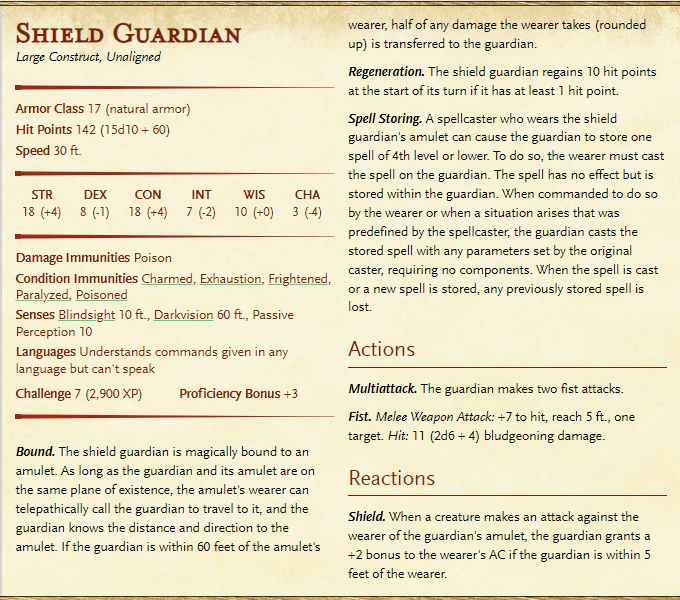 Shield Guardian
Large Construct, Unaligned
Armor Class 17 (natural armor)
Hit Points 142 (15d10 + 60)
Speed 30 ft.
STR DEX CON INT WIS CHA
18 (+4) 8 (-1) 18 (+4) 7 (-2) 10 (+0) 3 (-4)
Damage Immunities Poison
Condition Immunities Charmed, Exhaustion, Frightened,
Paralyzed, Poisoned
Senses Blindsight 10 ft., Darkvision 60 ft., Passive
Perception 10
Languages Understands commands given in any
language but can't speak
Challenge 7 (2,900 XP) Proficiency Bonus +3
Bound. The shield guardian is magically bound to an
amulet. As long as the guardian and its amulet are on
the same plane of existence, the amulet's wearer can
telepathically call the guardian to travel to it, and the
guardian knows the distance and direction to the
amulet. If the guardian is within 60 feet of the amulet's
wearer, half of any damage the wearer takes (rounded
up) is transferred to the guardian.
Regeneration. The shield guardian regains 10 hit points
at the start of its turn if it has at least 1 hit point.
Spell Storing. A spellcaster who wears the shield
guardian's amulet can cause the guardian to store one
spell of 4th level or lower. To do so, the wearer must cast
the spell on the guardian. The spell has no effect but is
stored within the guardian. When commanded to do so
by the wearer or when a situation arises that was
predefined by the spellcaster, the guardian casts the
stored spell with any parameters set by the original
caster, requiring no components. When the spell is cast
or a new spell is stored, any previously stored spell is
lost.
Actions
Multiattack. The guardian makes two fist attacks.
Fist. Melee Weapon Attack: +7 to hit, reach 5 ft., one
target. Hit: 11 (2d6 + 4) bludgeoning damage.
Reactions
Shield. When a creature makes an attack against the
wearer of the guardian's amulet, the guardian grants a
+2 bonus to the wearer's AC if the guardian is within 5
feet of the wearer.